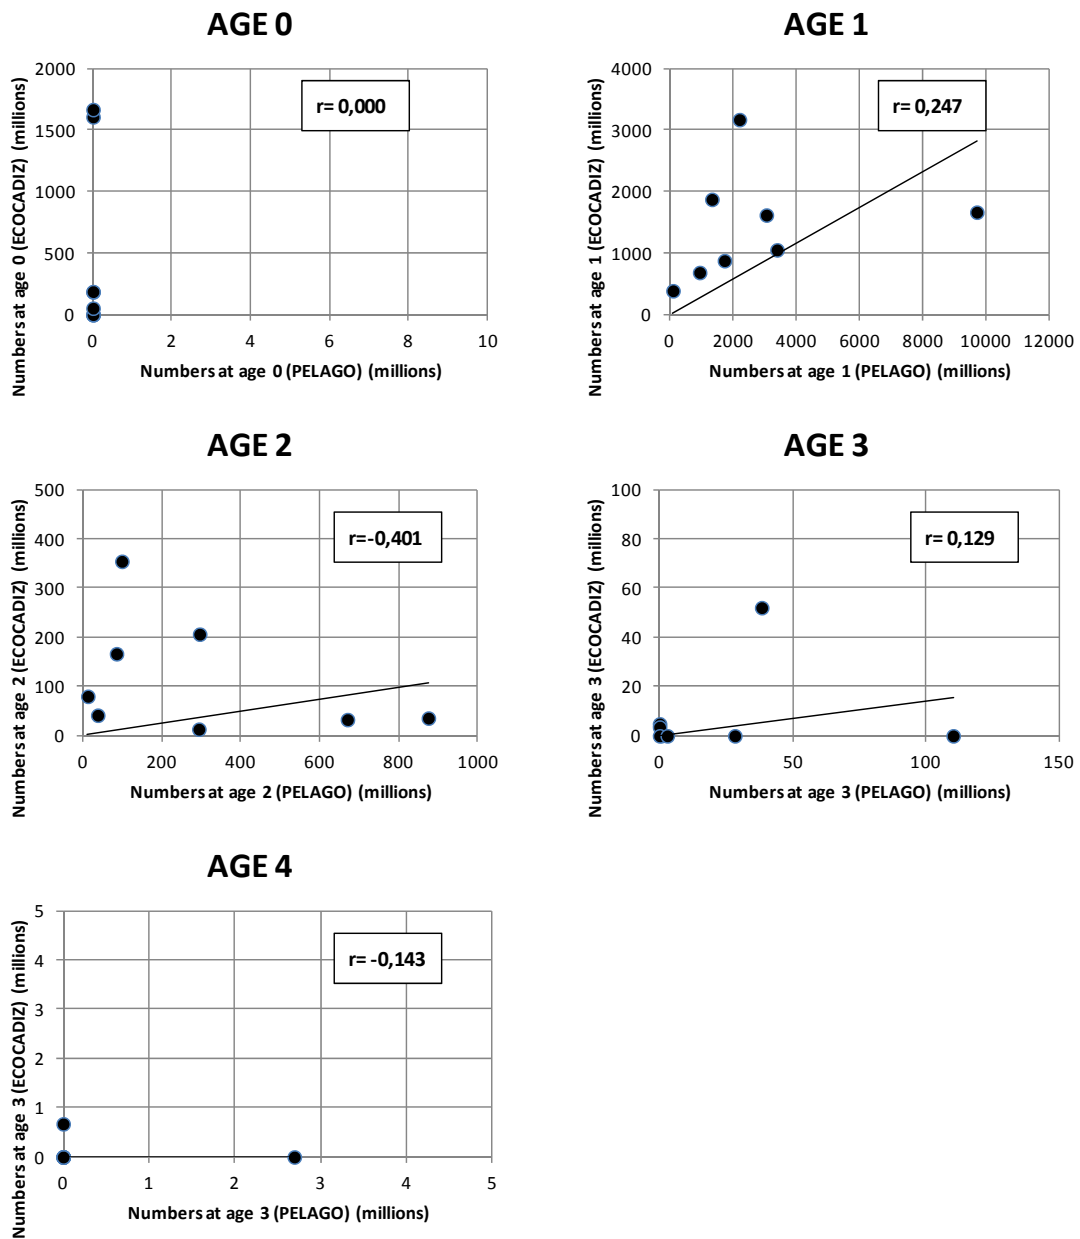 AGE 0
Numbers at age 0 (ECOCADIZ) (millions)
2000
1500
1000
500
0
r= 0,000
0 2 4 6 8 10
Numbers at age 0 (PELAGO) (millions)
AGE 1
Numbers at age 1 (ECOCADIZ) (millions)
4000
3000
2000
1000
0
r= 0,247
0 2000 4000 6000 8000 10000 12000
Numbers at age 1 (PELAGO) (millions)
AGE 2
Numbers at age 2 (ECOCADIZ) (millions)
500
400
300
200
100
0
r=-0,401
0 200 400 600 800 1000
Numbers at age 2 (PELAGO) (millions)
AGE 3
Numbers at age 3 (ECOCADIZ) (millions)
100
80
60
40
20
0
r= 0,129
0 50 100 150
Numbers at age 3 (PELAGO) (millions)
AGE 4
Numbers at age 3 (ECOCADIZ) (millions)
5
4
3
2
1
0
r= -0,143
0 1 2 3 4 5
Numbers at age 3 (PELAGO) (millions)